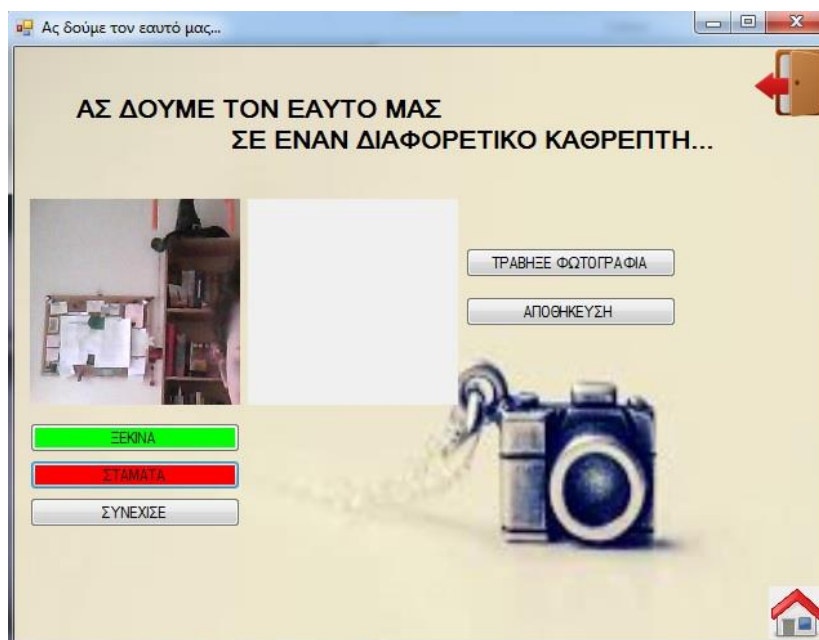 Ας δούμε τον εαυτό μας...
ΑΣ ΔΟΥΜΕ ΤΟΝ ΕΑΥΤΟ ΜΑΣ
ΣΕ ΕΝΑΝ ΔΙΑΦΟΡΕΤΙΚΟ ΚΑΘΡΕΠΤΗ...
ΤΡΑΒΗΞΕ ΦΩΤΟΓΡΑΦΙΑ
ΑΠΟΘΗΚΕΥΣΗ
ΞΕΚΙΝΑ
ΣΤΑΜΑΤΑ
ΣΥΝΕΧΙΣΕ